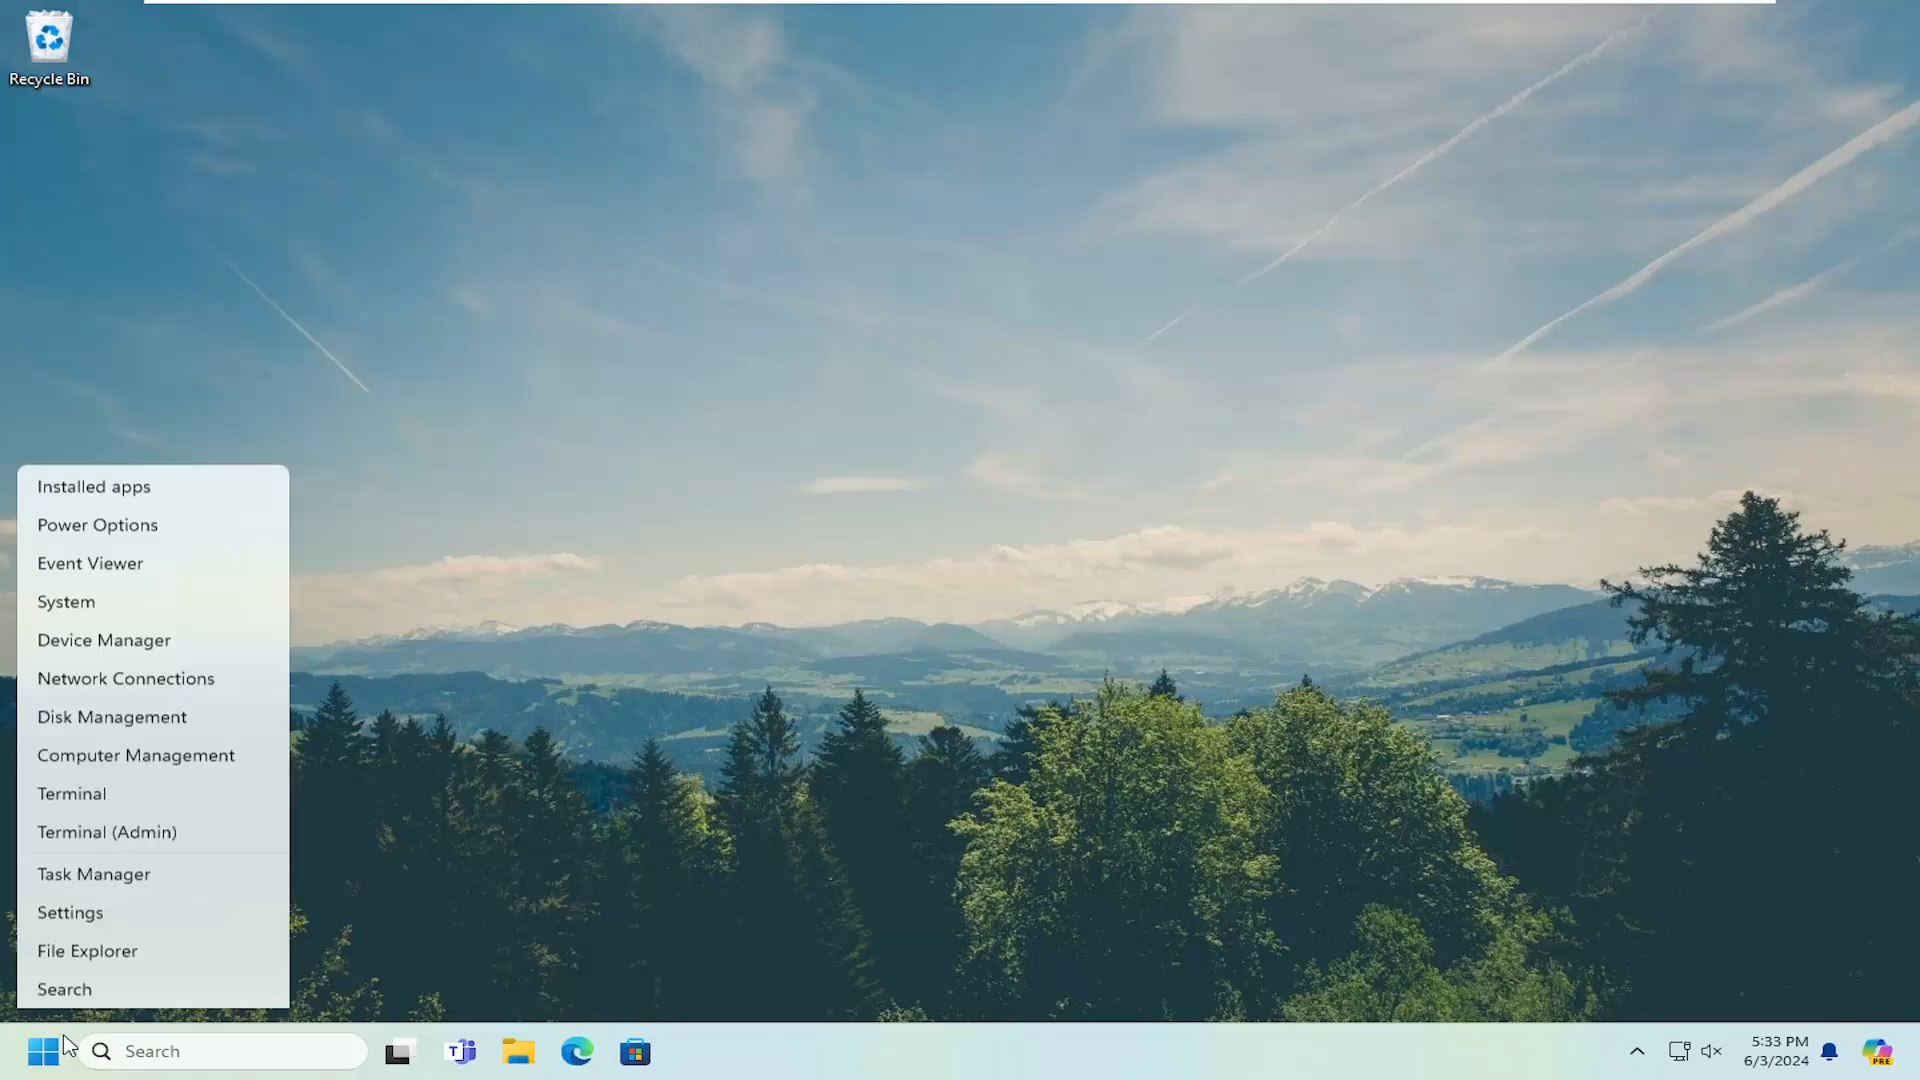 Recycle Bin
Installed apps
Power Options
Event Viewer
System
Device Manager
Network Connections
Disk Management
Computer Management
Terminal
Terminal (Admin)
Task Manager
Settings
File Explorer
Search
Search
T
5:33 PM
6/3/2024
PRE